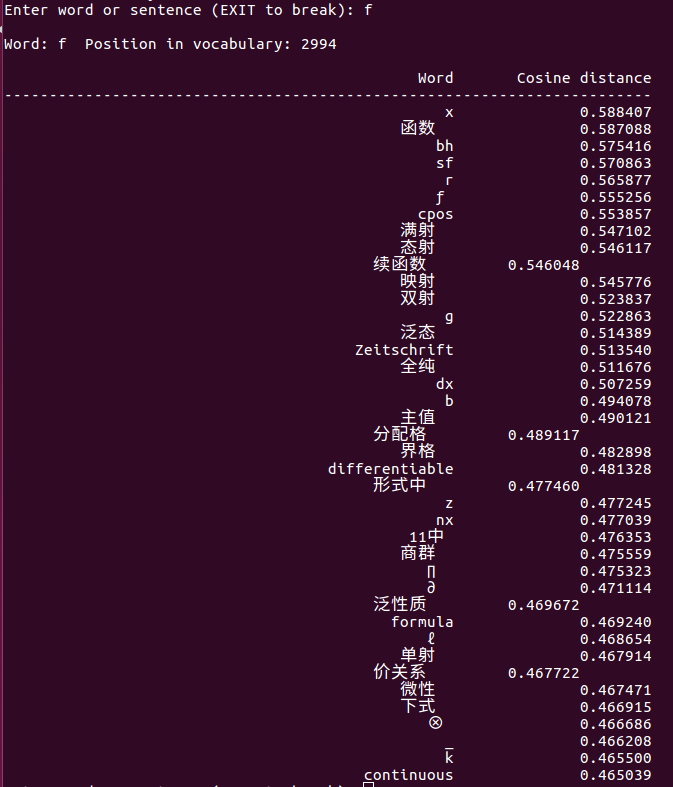 Enter word or sentence (EXIT to break): f
Word: f Position in vocabulary: 2994
Word Cosine distance
------------------------------------------------------------------------
x 0.588407
函数 0.587088
bh 0.575416
sf 0.570863
r 0.565877
ƒ 0.555256
cpos 0.553857
满射 0.547102
态射 0.546117
续函数 0.546048
映射 0.545776
双射 0.523837
g 0.522863
泛态 0.514389
Zeitschrift 0.513540
全纯 0.511676
dx 0.507259
b 0.494078
主值 0.490121
分配格 0.489117
界格 0.482898
differentiable 0.481328
形式中 0.477460
z 0.477245
nx 0.477039
11中 0.476353
商群 0.475559
∏ 0.475323
∂ 0.471114
泛性质 0.469672
formula 0.469240
ℓ 0.468654
单射 0.467914
价关系 0.467722
微性 0.467471
下式 0.466915
⊗ 0.466686
_ 0.466208
k 0.465500
continuous 0.465039